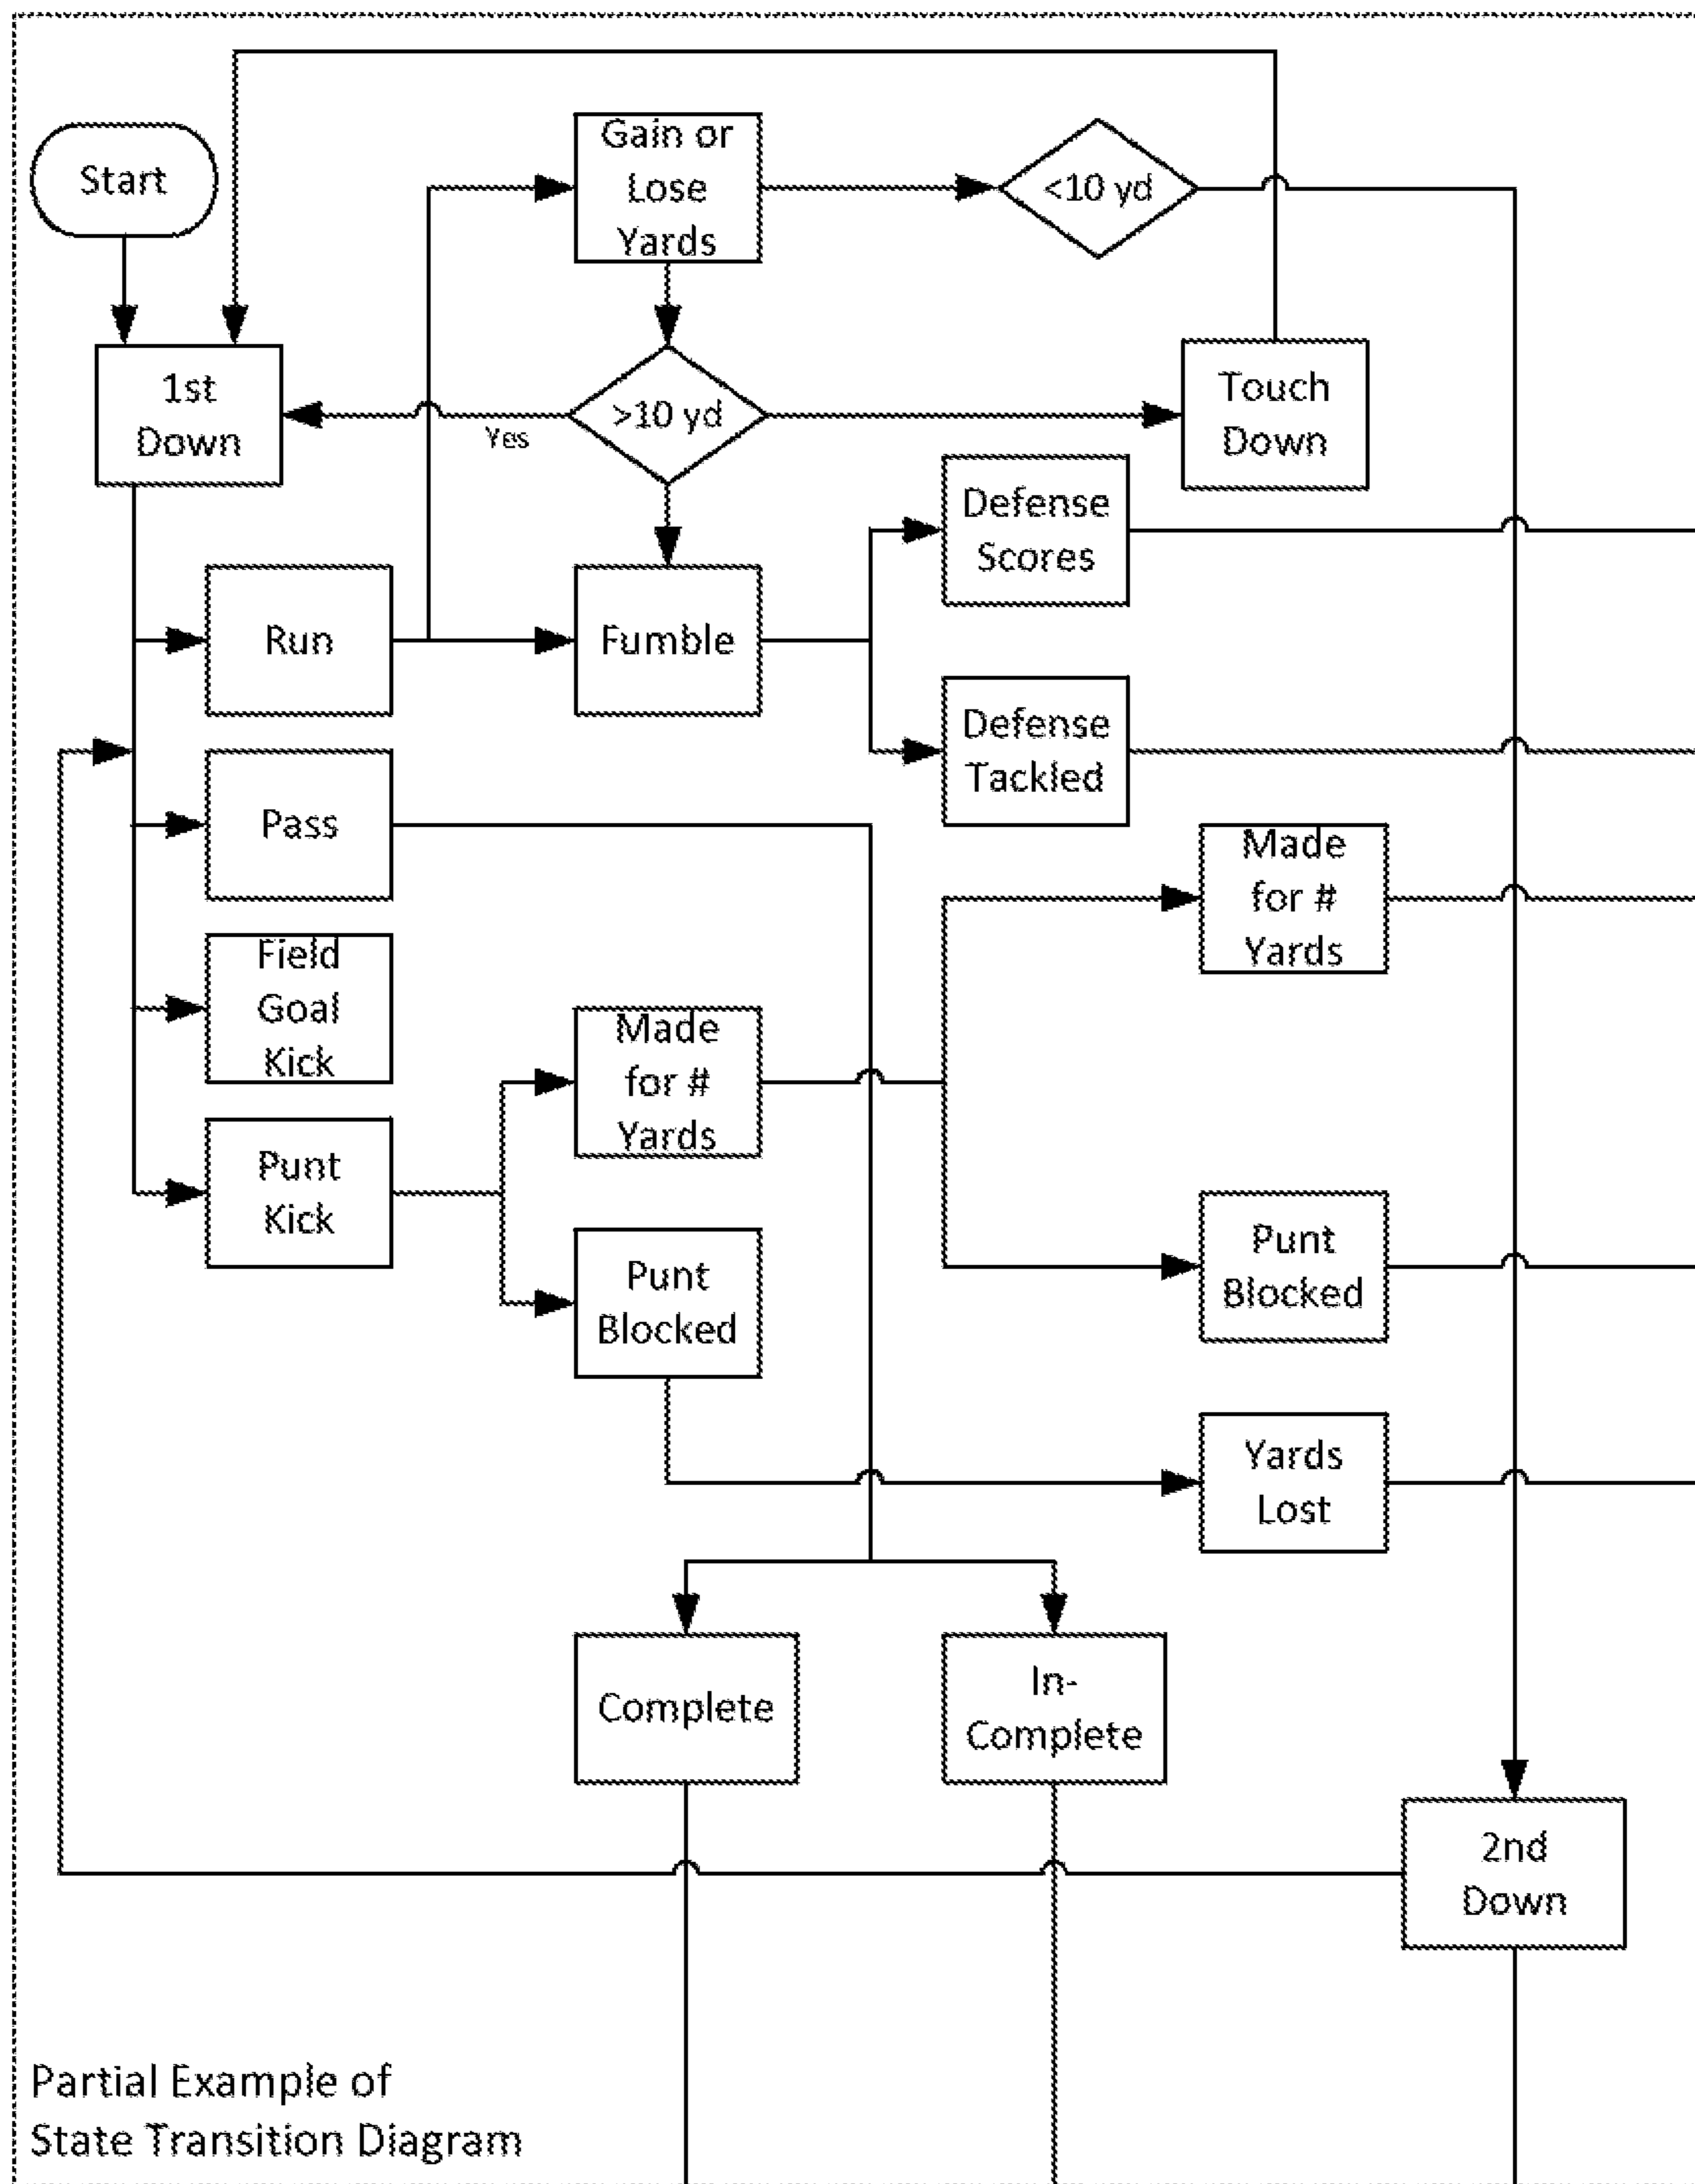 Start
Gain or
Lose
Yards
<10 yd
1st
Down
>10 yd
Yes
Touch
Down
Defense
Scores
Run
Fumble
Defense
Tackled
Pass
Made
for #
Yards
Field
Goal
Kick
Made
for #
Yards
Punt
Kick
Punt
Blocked
Punt
Blocked
Yards
Lost
Complete
In-
Complete
2nd
Down
Partial Example of
State Transition Diagram